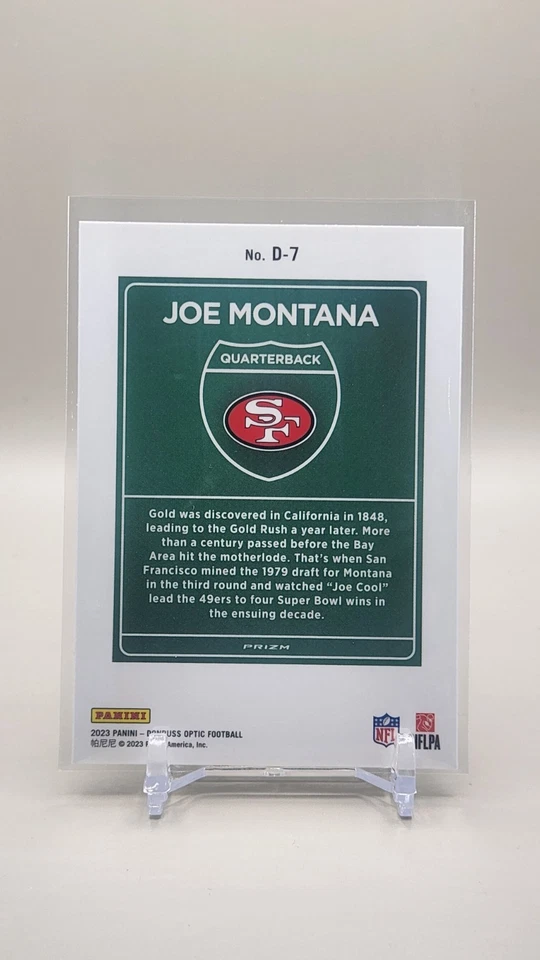 No. D-7
JOE MONTANA
QUARTERBACK
SF
Gold was discovered in California in 1848,
leading to the Gold Rush a year later. More
than a century passed before the Bay
Area hit the motherlode. That's when San
Francisco mined the 1979 draft for Montana
in the third round and watched “Joe Cool”
lead the 49ers to four Super Bowl wins in
the ensuing decade.
PRIZM
PANINI
2023 PANINI – DONRUSS OPTIC FOOTBALL
帕尼尼 © 2023 America, Inc.
NFL
NFLPA